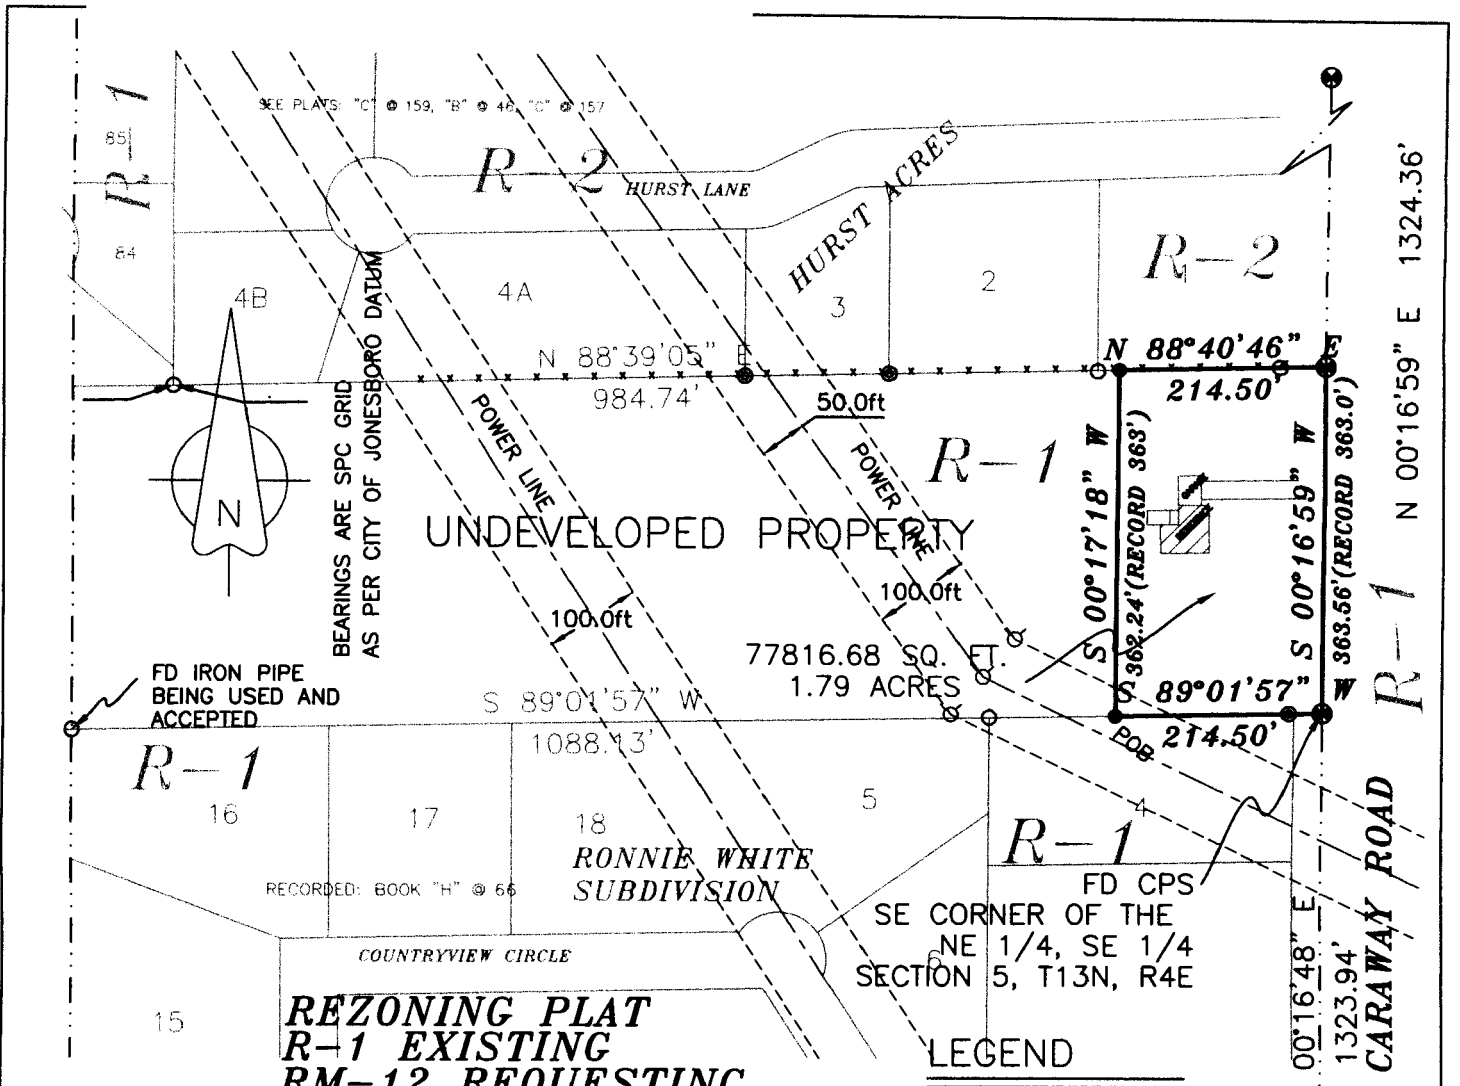 R-1
85
84
SEE PLATS: "C" @ 159, "B" @ 46, "C" @ 157
R-2
HURST LANE
HURST ACRES
R-2
N 00°16'59" E 1324.36'
4B
4A
3
2
N 88°39'05" E
984.74'
N 88°40'46" E
214.50'
50.0ft
BEARINGS ARE SPC GRID
AS PER CITY OF JONESBORO DATUM
N
POWER LINE
POWER LINE
R-1
S 00°17'18" W
362.24'(RECORD 363')
S 00°16'59" W
363.56'(RECORD 363.0')
UNDEVELOPED PROPERTY
100.0ft
100.0ft
77816.68 SQ. FT.
1.79 ACRES
R-1
FD IRON PIPE
BEING USED AND
ACCEPTED
S 89°01'57" W
1088.13'
S 89°01'57" W
214.50'
POB
R-1
16
17
18
5
4
R-1
RONNIE WHITE
SUBDIVISION
RECORDED: BOOK "H" @ 66
FD CPS
SE CORNER OF THE
NE 1/4, SE 1/4
SECTION 5, T13N, R4E
6
COUNTRYVIEW CIRCLE
15
00°16'48" E
1323.94'
CARAWAY ROAD
REZONING PLAT
R-1 EXISTING
RM-12 REQUESTING
LEGEND